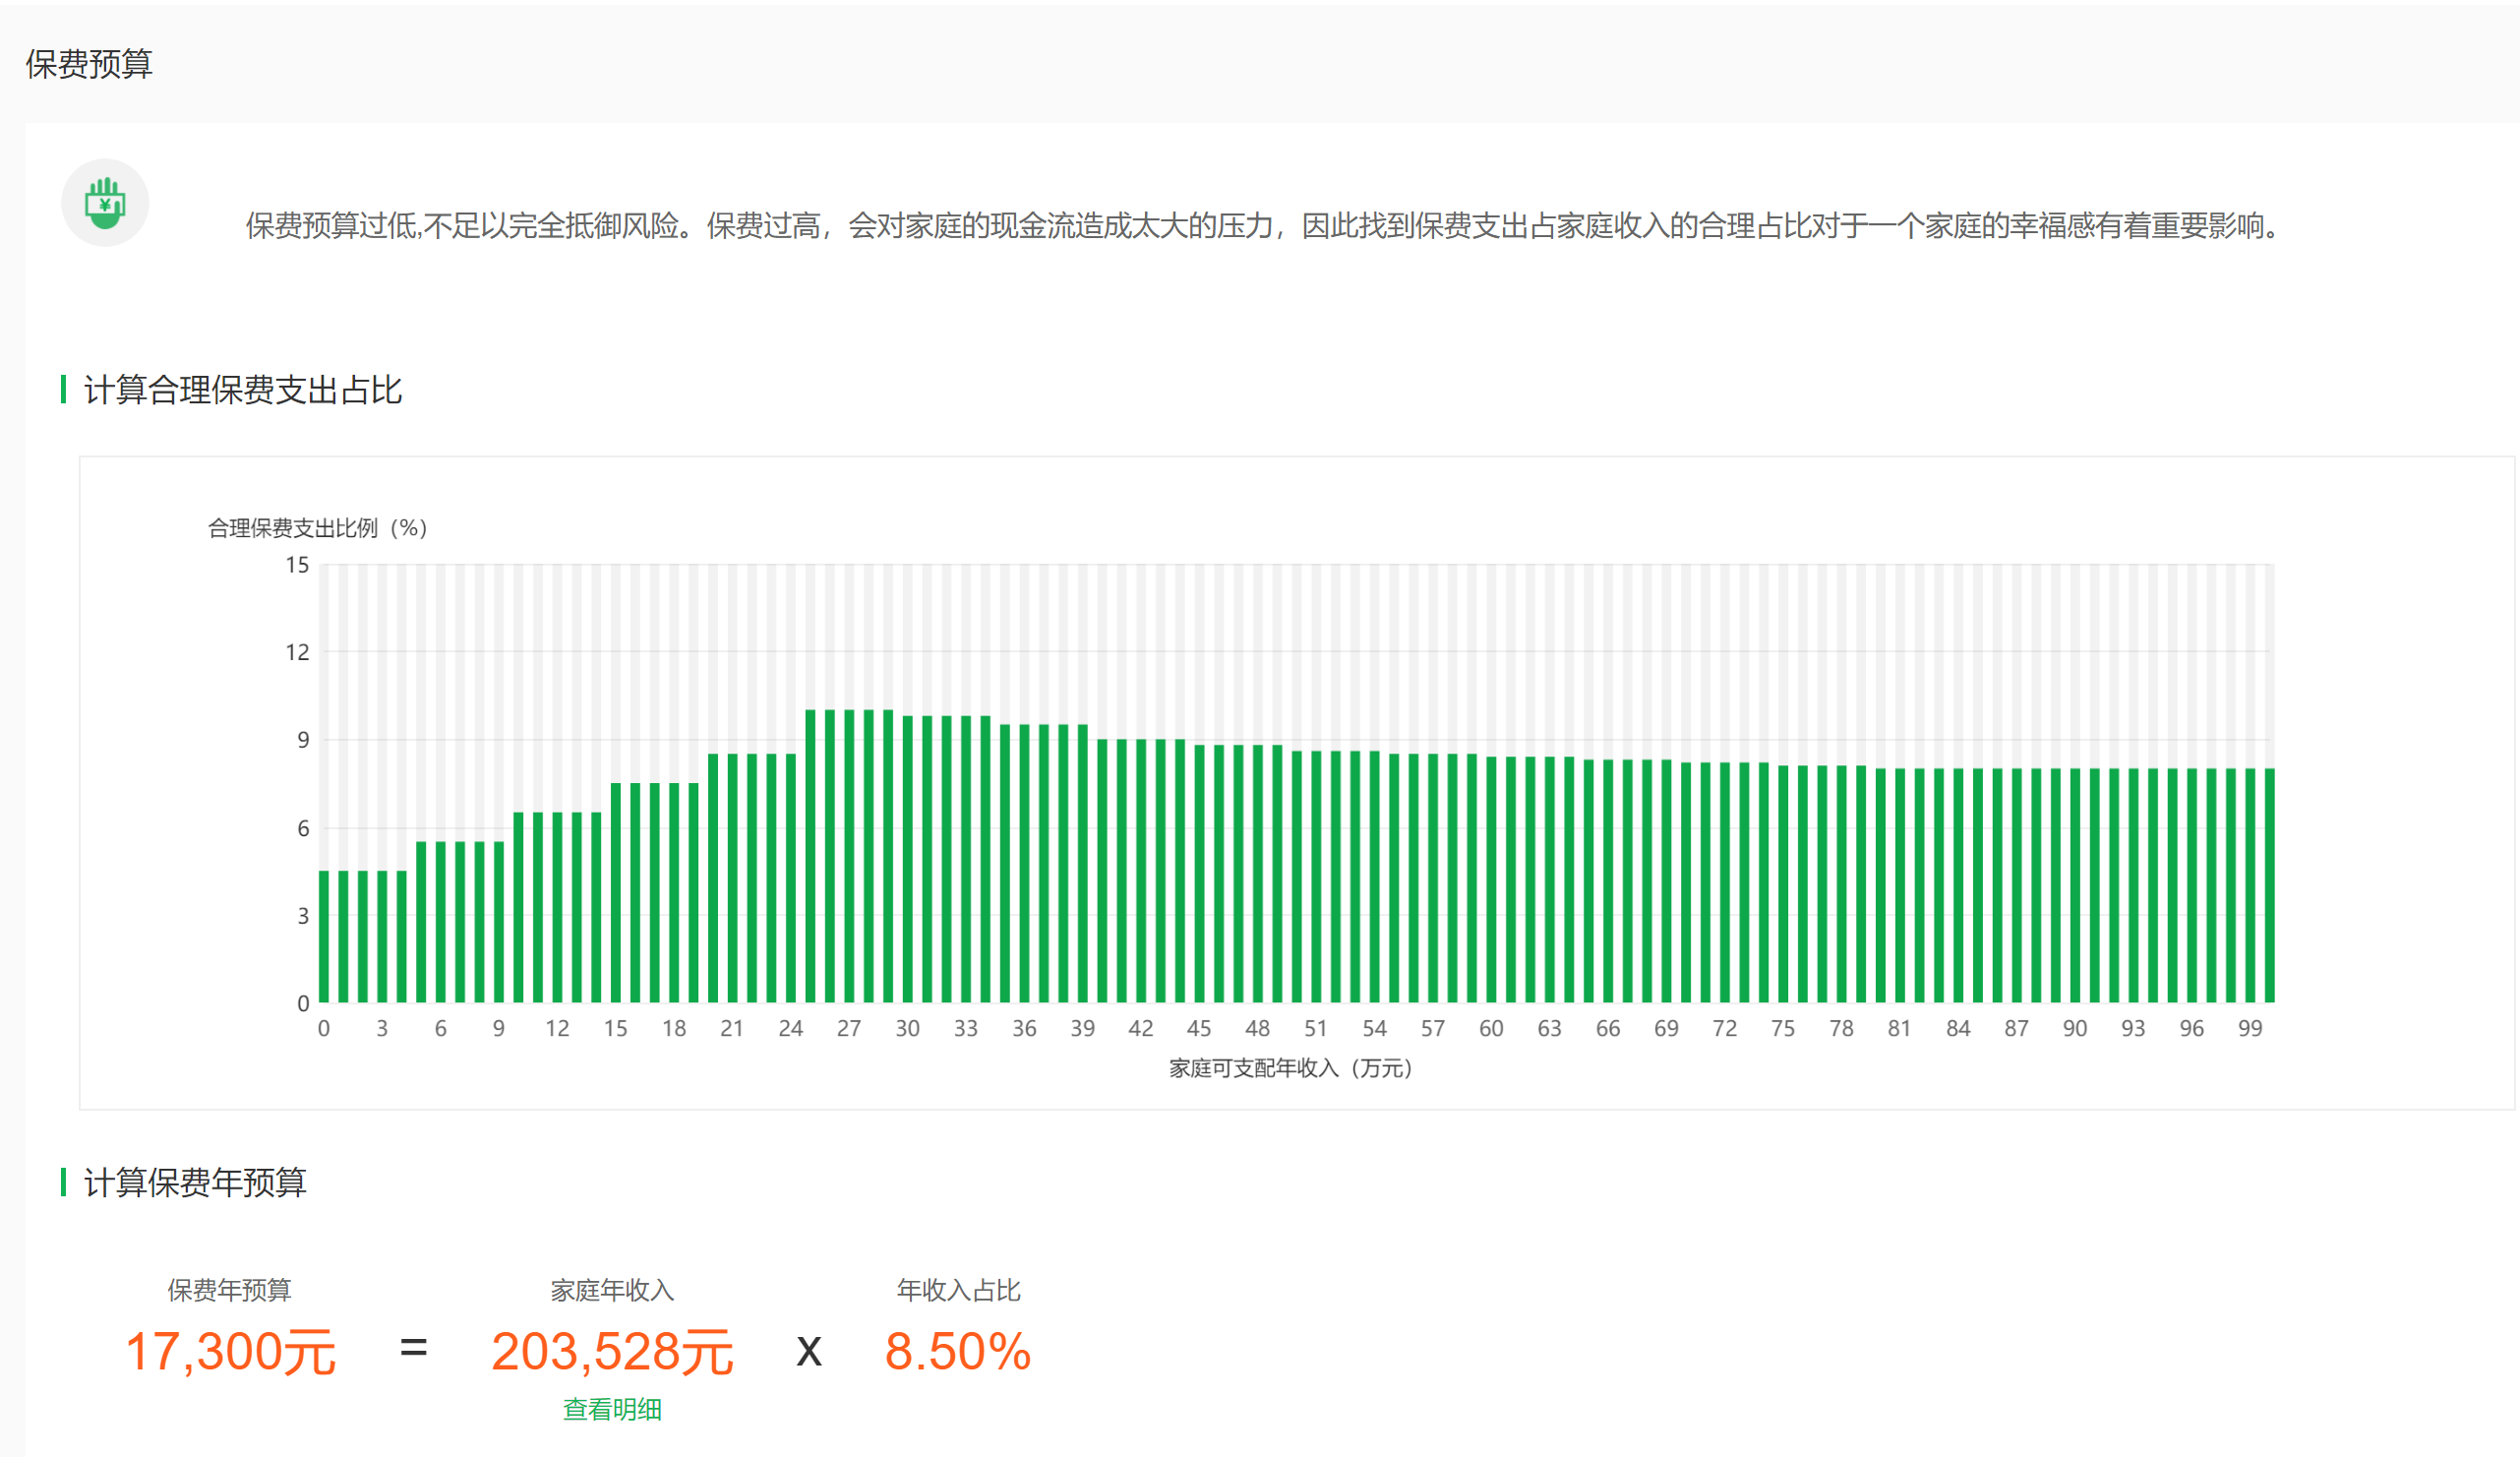 保费预算
¥
保费预算过低,不足以完全抵御风险。保费过高，会对家庭的现金流造成太大的压力，因此找到保费支出占家庭收入的合理占比对于一个家庭的幸福感有着重要影响。
计算合理保费支出占比
合理保费支出比例（%）
15
12
9
6
3
0
0 3 6 9 12 15 18 21 24 27 30 33 36 39 42 45 48 51 54 57 60 63 66 69 72 75 78 81 84 87 90 93 96 99
家庭可支配年收入（万元）
计算保费年预算
保费年预算 家庭年收入 年收入占比
17,300元 = 203,528元 x 8.50%
查看明细